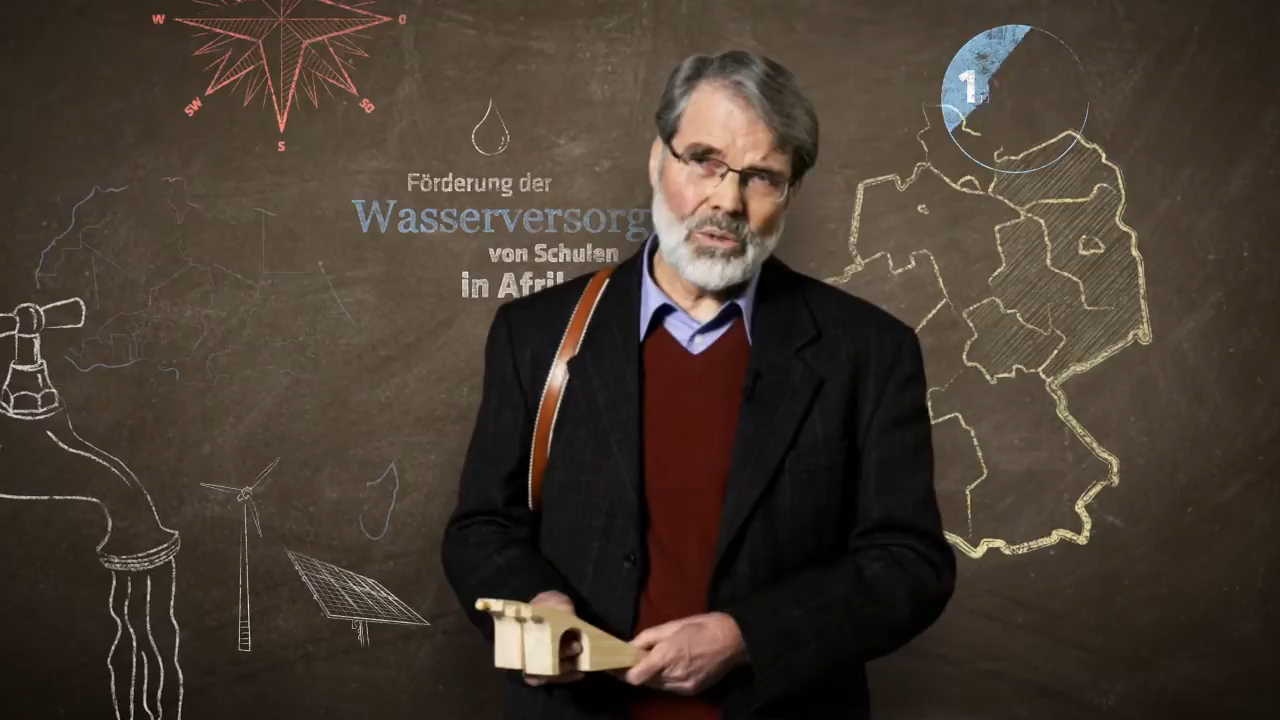 W
O
SW
SO
S
1.
Förderung der
Wasserversorg
von Schulen
in Afri